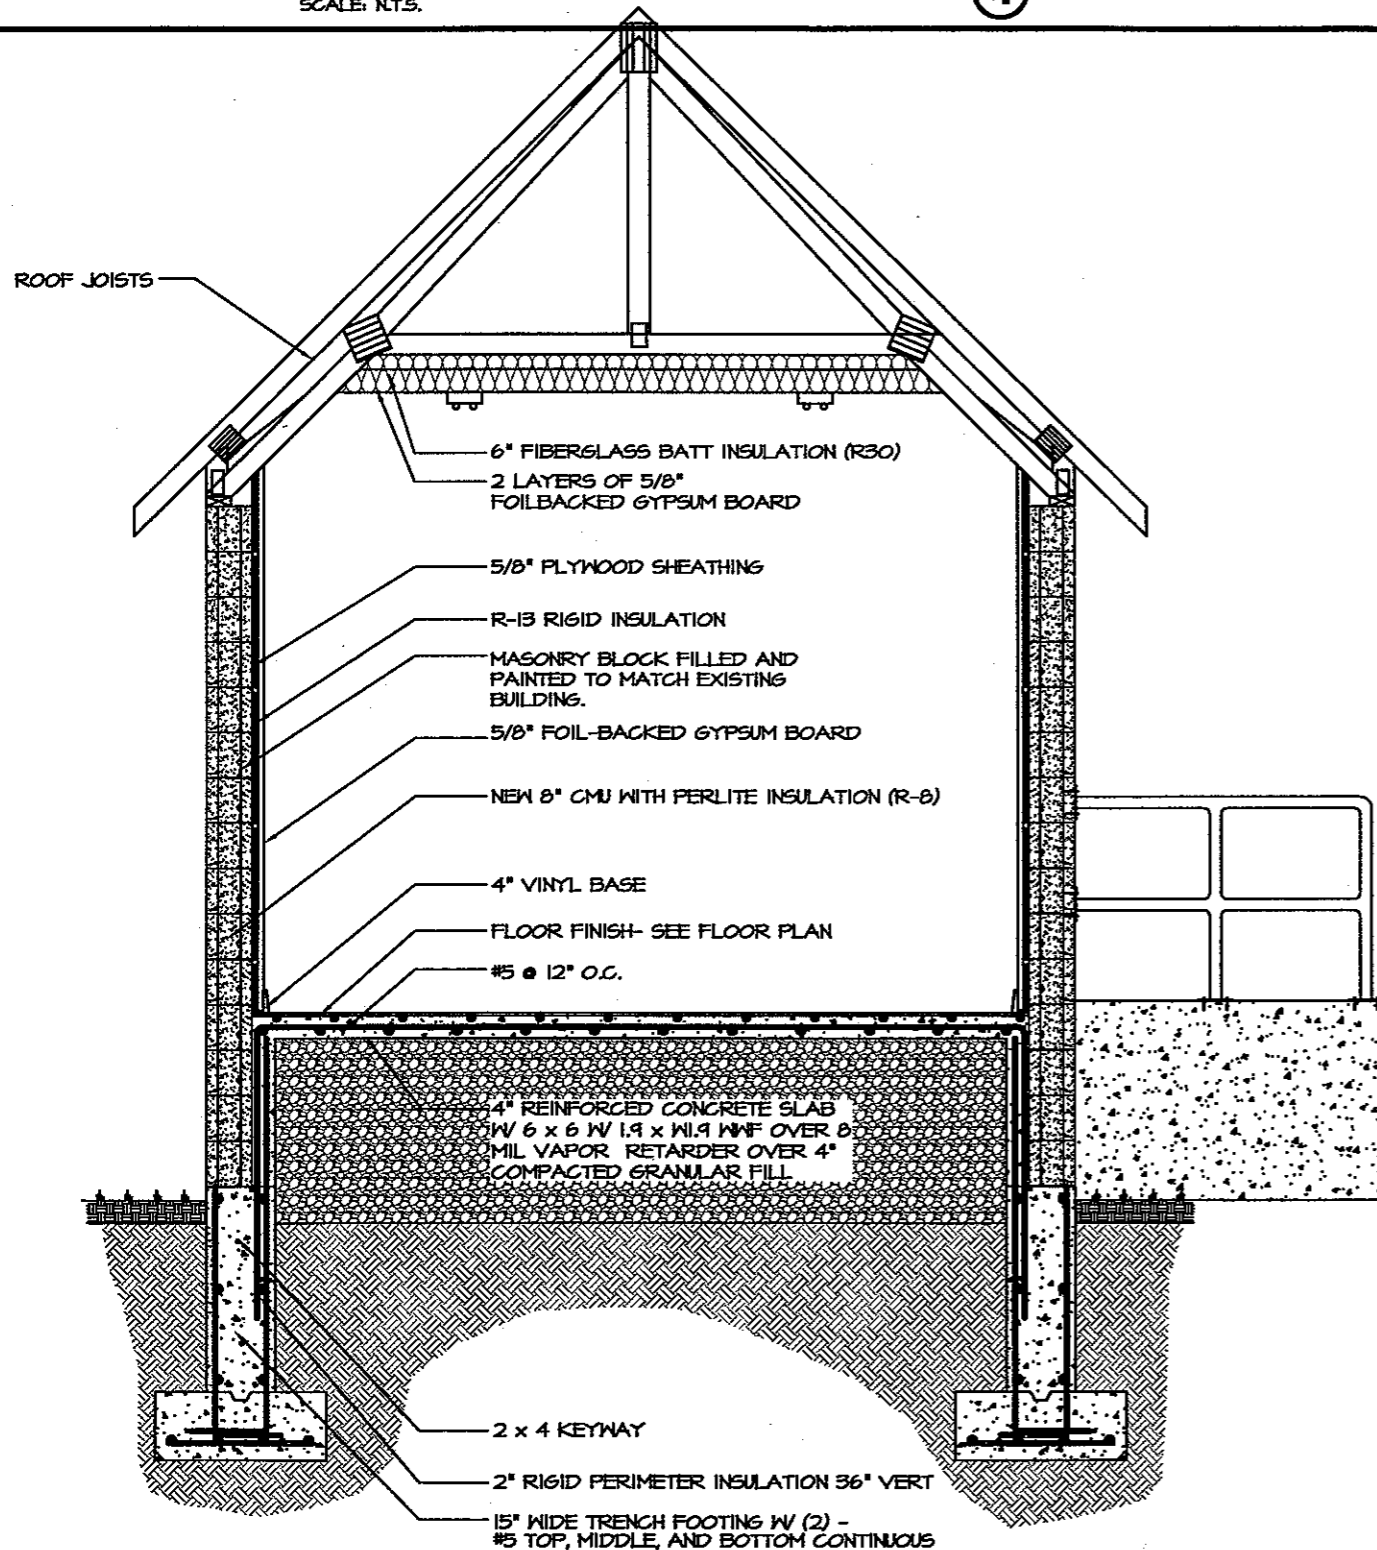 SCALE: N.T.S.
ROOF JOISTS
6" FIBERGLASS BATT INSULATION (R30)
2 LAYERS OF 5/8"
FOILBACKED GYPSUM BOARD
5/8" PLYWOOD SHEATHING
R-13 RIGID INSULATION
MASONRY BLOCK FILLED AND
PAINTED TO MATCH EXISTING
BUILDING.
5/8" FOIL-BACKED GYPSUM BOARD
NEW 8" CMU WITH PERLITE INSULATION (R-8)
4" VINYL BASE
FLOOR FINISH- SEE FLOOR PLAN
#5 @ 12" O.C.
4" REINFORCED CONCRETE SLAB
W/ 6 x 6 W/ 1.9 x W1.9 WWF OVER 8
MIL VAPOR RETARDER OVER 4"
COMPACTED GRANULAR FILL
2 x 4 KEYWAY
2" RIGID PERIMETER INSULATION 36" VERT
15" WIDE TRENCH FOOTING W/ (2) -
#5 TOP, MIDDLE, AND BOTTOM CONTINUOUS